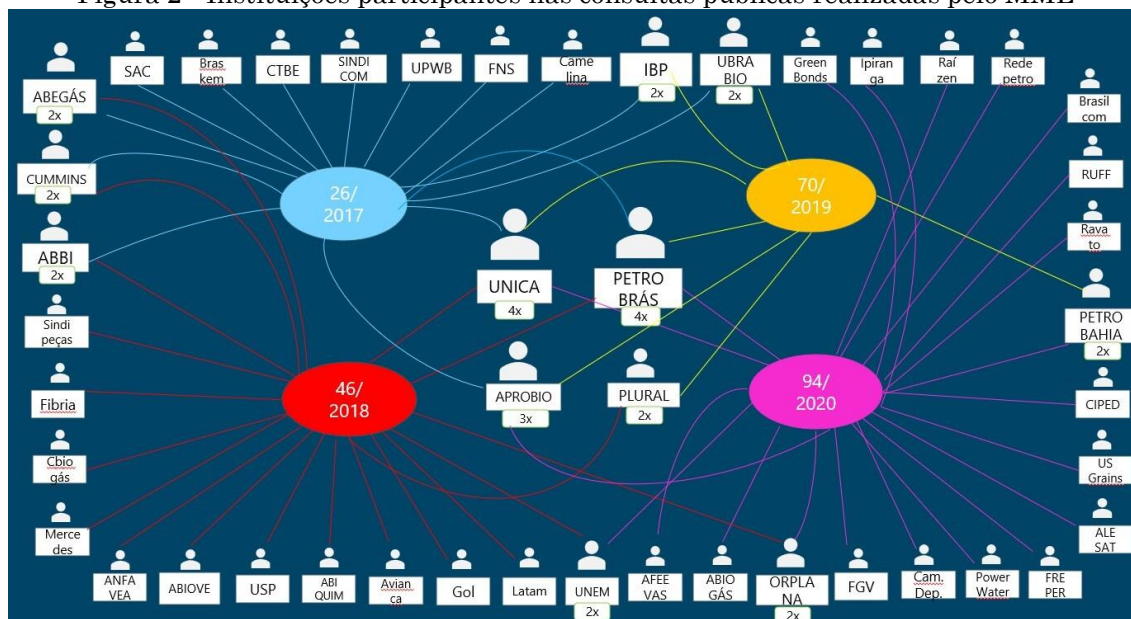 Figura 2 - Instituições participantes nas consultas públicas realizadas pelo MME
ABEGÁS
2x
SAC
Bras
kem
CTBE
SINDI
COM
UPWB
FNS
Came
lina
IBP
2x
UBRA
BIO
2x
Green
Bonds
Ipiran
ga
Raí
zen
Rede
petro
Brasil
com
CUMMINS
2x
RUFF
26/
2017
70/
2019
Rava
to
ABBI
2x
UNICA
4x
PETRO
BRÁS
4x
PETRO
BAHIA
2x
Sindi
peças
46/
2018
APROBIO
3x
PLURAL
2x
94/
2020
Fibria
CIPED
Cbio
gás
US
Grains
Merce
des
ALE
SAT
ANFA
VEA
ABIOVE
USP
ABI
QUIM
Avian
ca
Gol
Latam
UNEM
2x
AFEE
VAS
ABIO
GÁS
ORPLA
NA
2x
FGV
Cam.
Dep.
Power
Water
FRE
PER